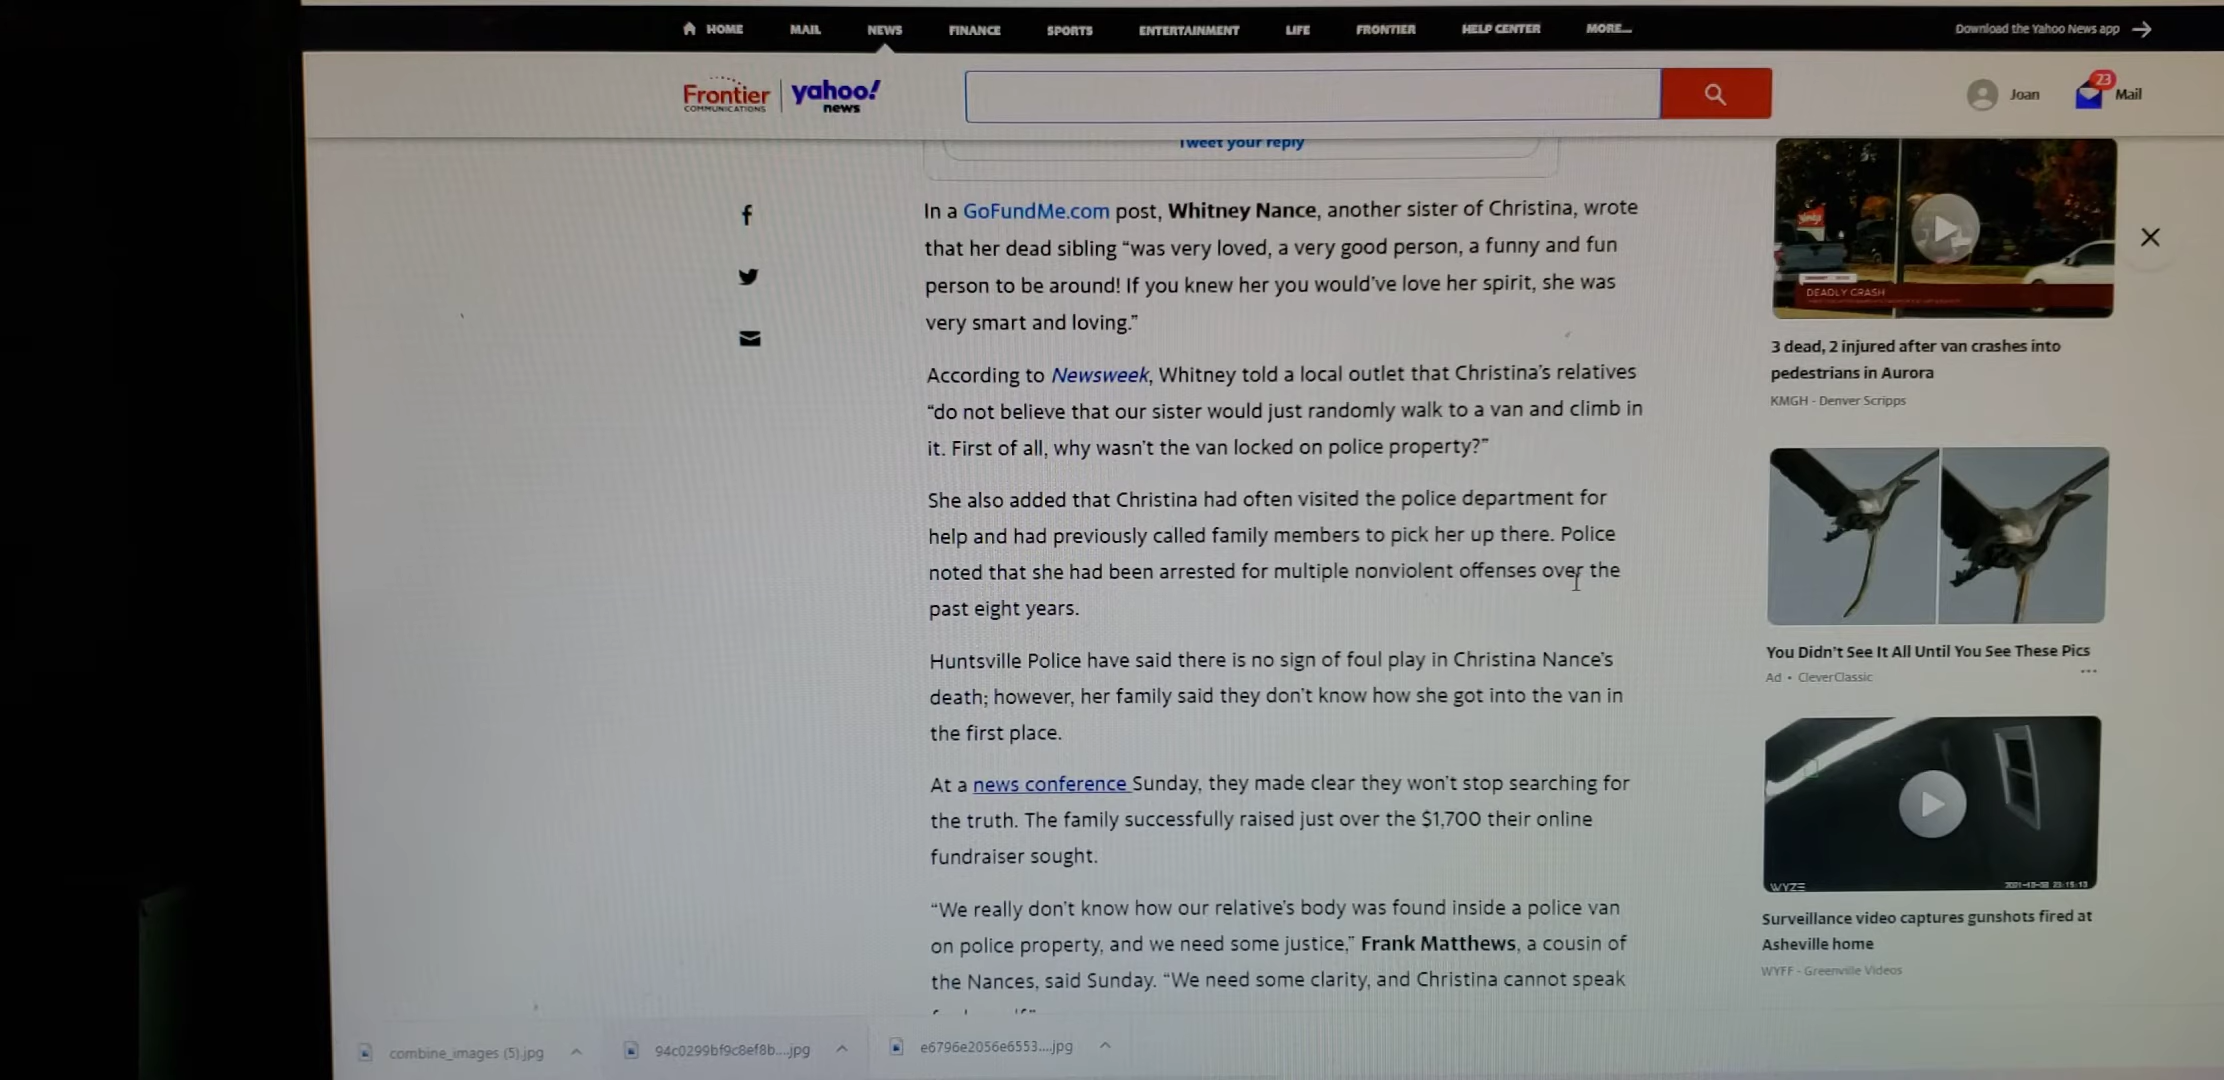 HOME MAIL NEWS FINANCE SPORTS ENTERTAINMENT LIFE FRONTIER HELP CENTER MORE... Download the Yahoo News app
Frontier yahoo!
COMMUNICATIONS news
Joan 23 Mail
Tweet your reply
In a GoFundMe.com post, Whitney Nance, another sister of Christina, wrote
that her dead sibling “was very loved, a very good person, a funny and fun
person to be around! If you knew her you would’ve love her spirit, she was
very smart and loving.”
According to Newsweek, Whitney told a local outlet that Christina’s relatives
“do not believe that our sister would just randomly walk to a van and climb in
it. First of all, why wasn’t the van locked on police property?”
She also added that Christina had often visited the police department for
help and had previously called family members to pick her up there. Police
noted that she had been arrested for multiple nonviolent offenses over the
past eight years.
Huntsville Police have said there is no sign of foul play in Christina Nance’s
death; however, her family said they don’t know how she got into the van in
the first place.
At a news conference Sunday, they made clear they won’t stop searching for
the truth. The family successfully raised just over the $1,700 their online
fundraiser sought.
“We really don’t know how our relative’s body was found inside a police van
on police property, and we need some justice,” Frank Matthews, a cousin of
the Nances, said Sunday. “We need some clarity, and Christina cannot speak
DEADLY CRASH
3 dead, 2 injured after van crashes into
pedestrians in Aurora
KMGH - Denver Scripps
You Didn't See It All Until You See These Pics
Ad • CleverClassic
WYZE
Surveillance video captures gunshots fired at
Asheville home
WYFF - Greenville Videos
combine_images (5).jpg 94c0299bf9c8ef8b....jpg e6796e2056e6553....jpg